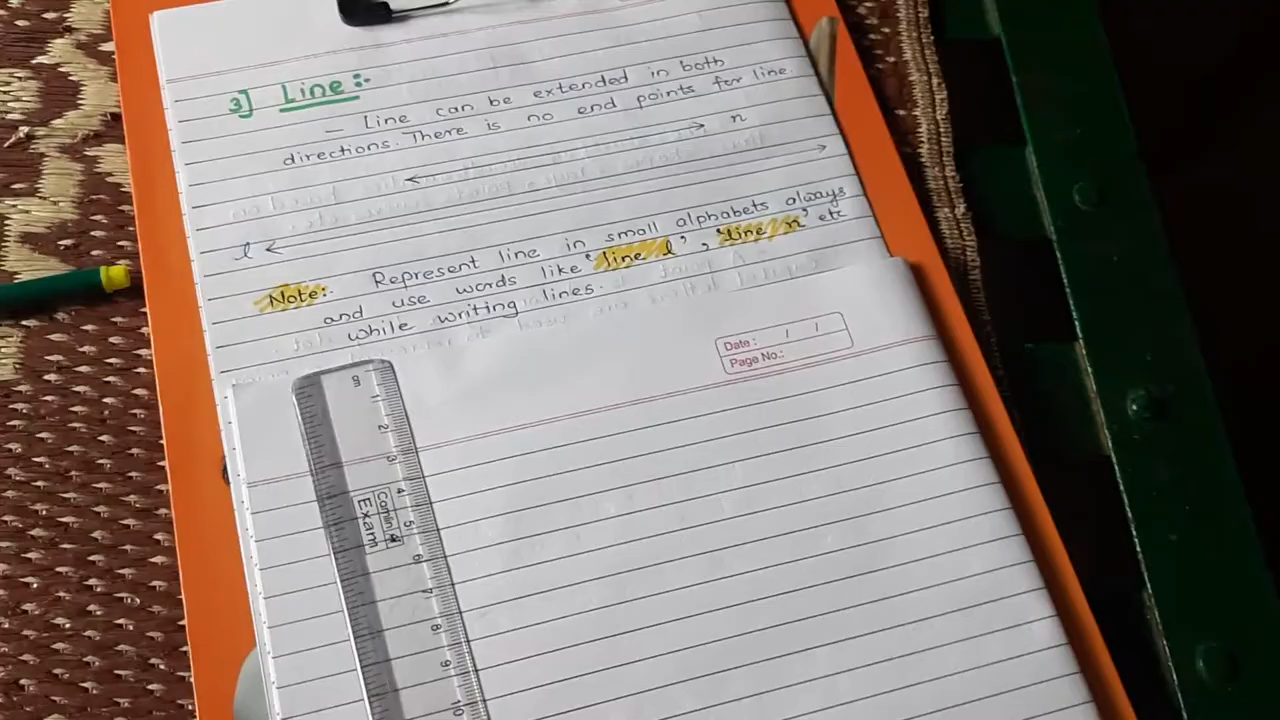 3] Line:-
— Line can be extended in both
directions. There is no end points for line.
n
l
Note:- Represent line in small alphabets always
and use words like 'line l', 'line n' etc
while writing lines.
Date: / /
Page No.:
cm 1 2 3 4 5 6 7 8 9 10
Exam